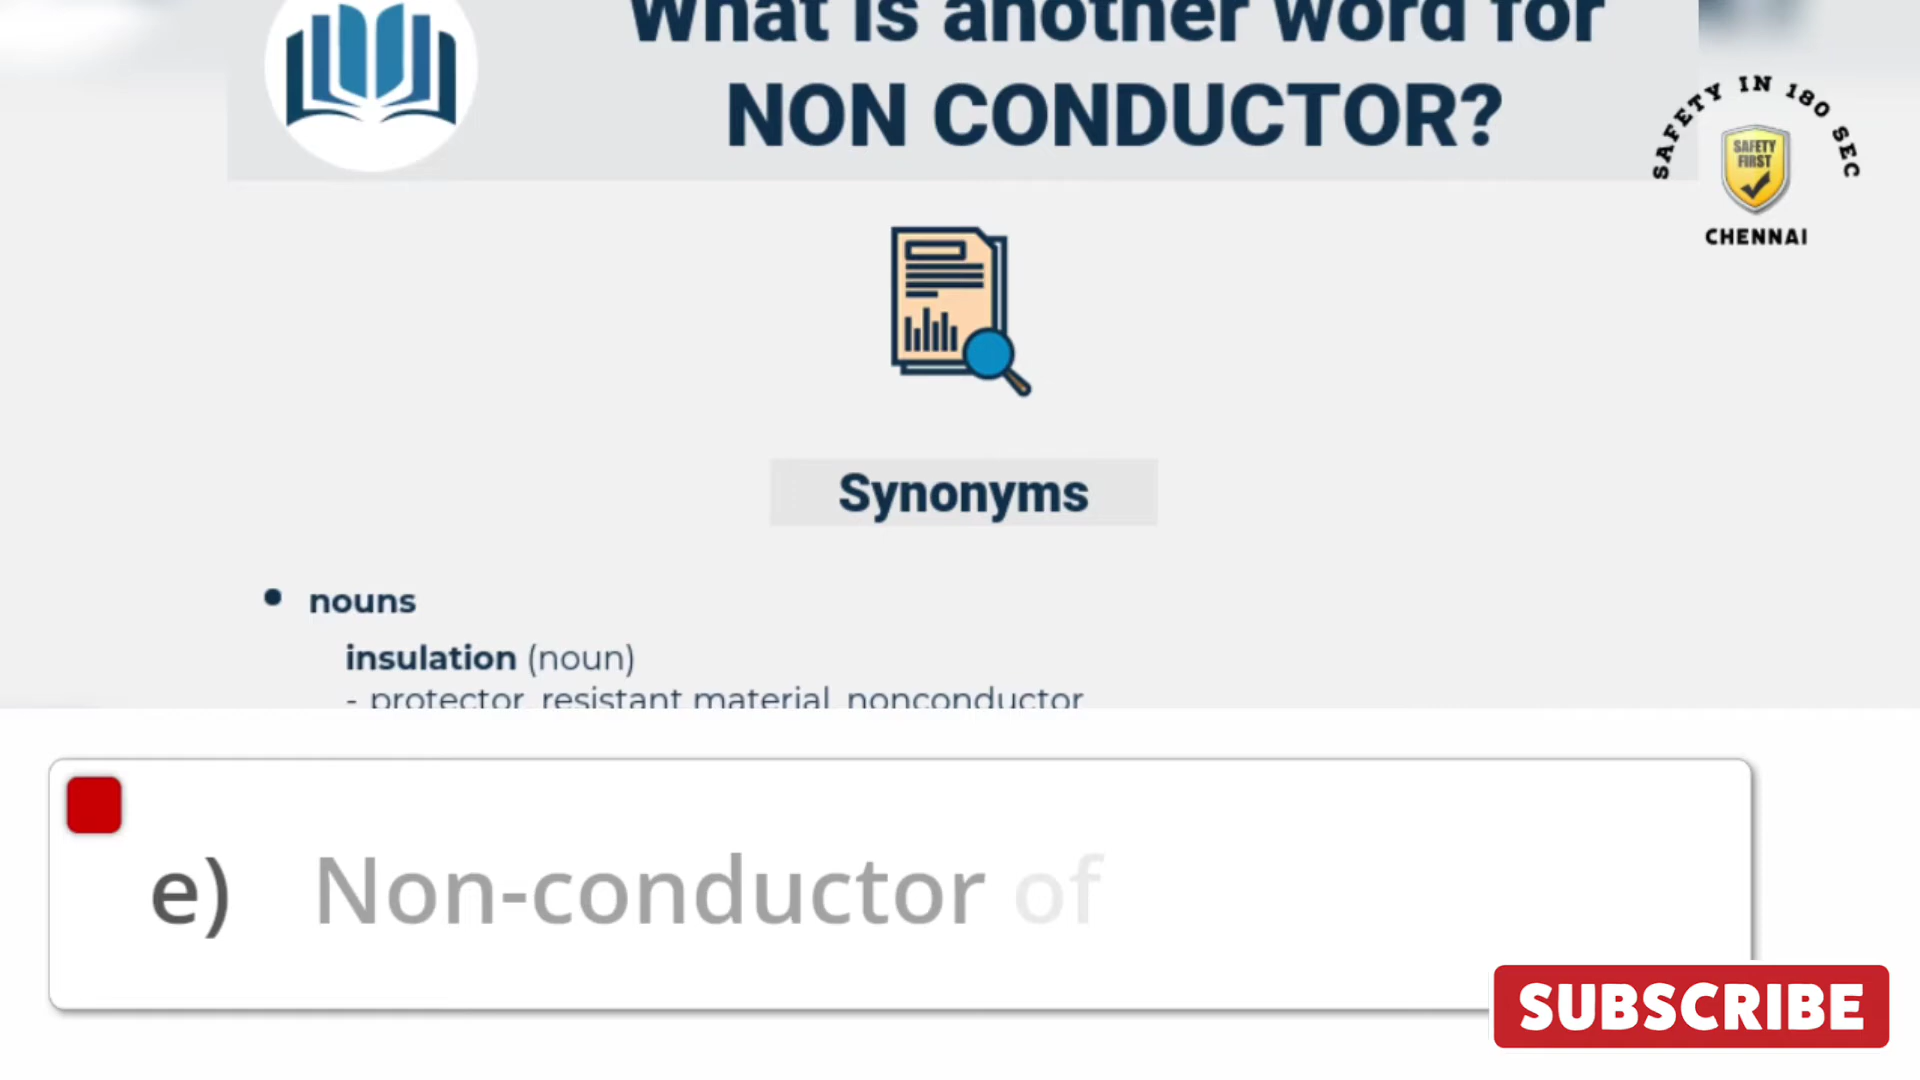 What is another word for
NON CONDUCTOR?
SAFETY IN 180 SEC
SAFETY
FIRST
CHENNAI
Synonyms
• nouns
insulation (noun)
- protector, resistant material, nonconductor
e) Non-conductor of
SUBSCRIBE